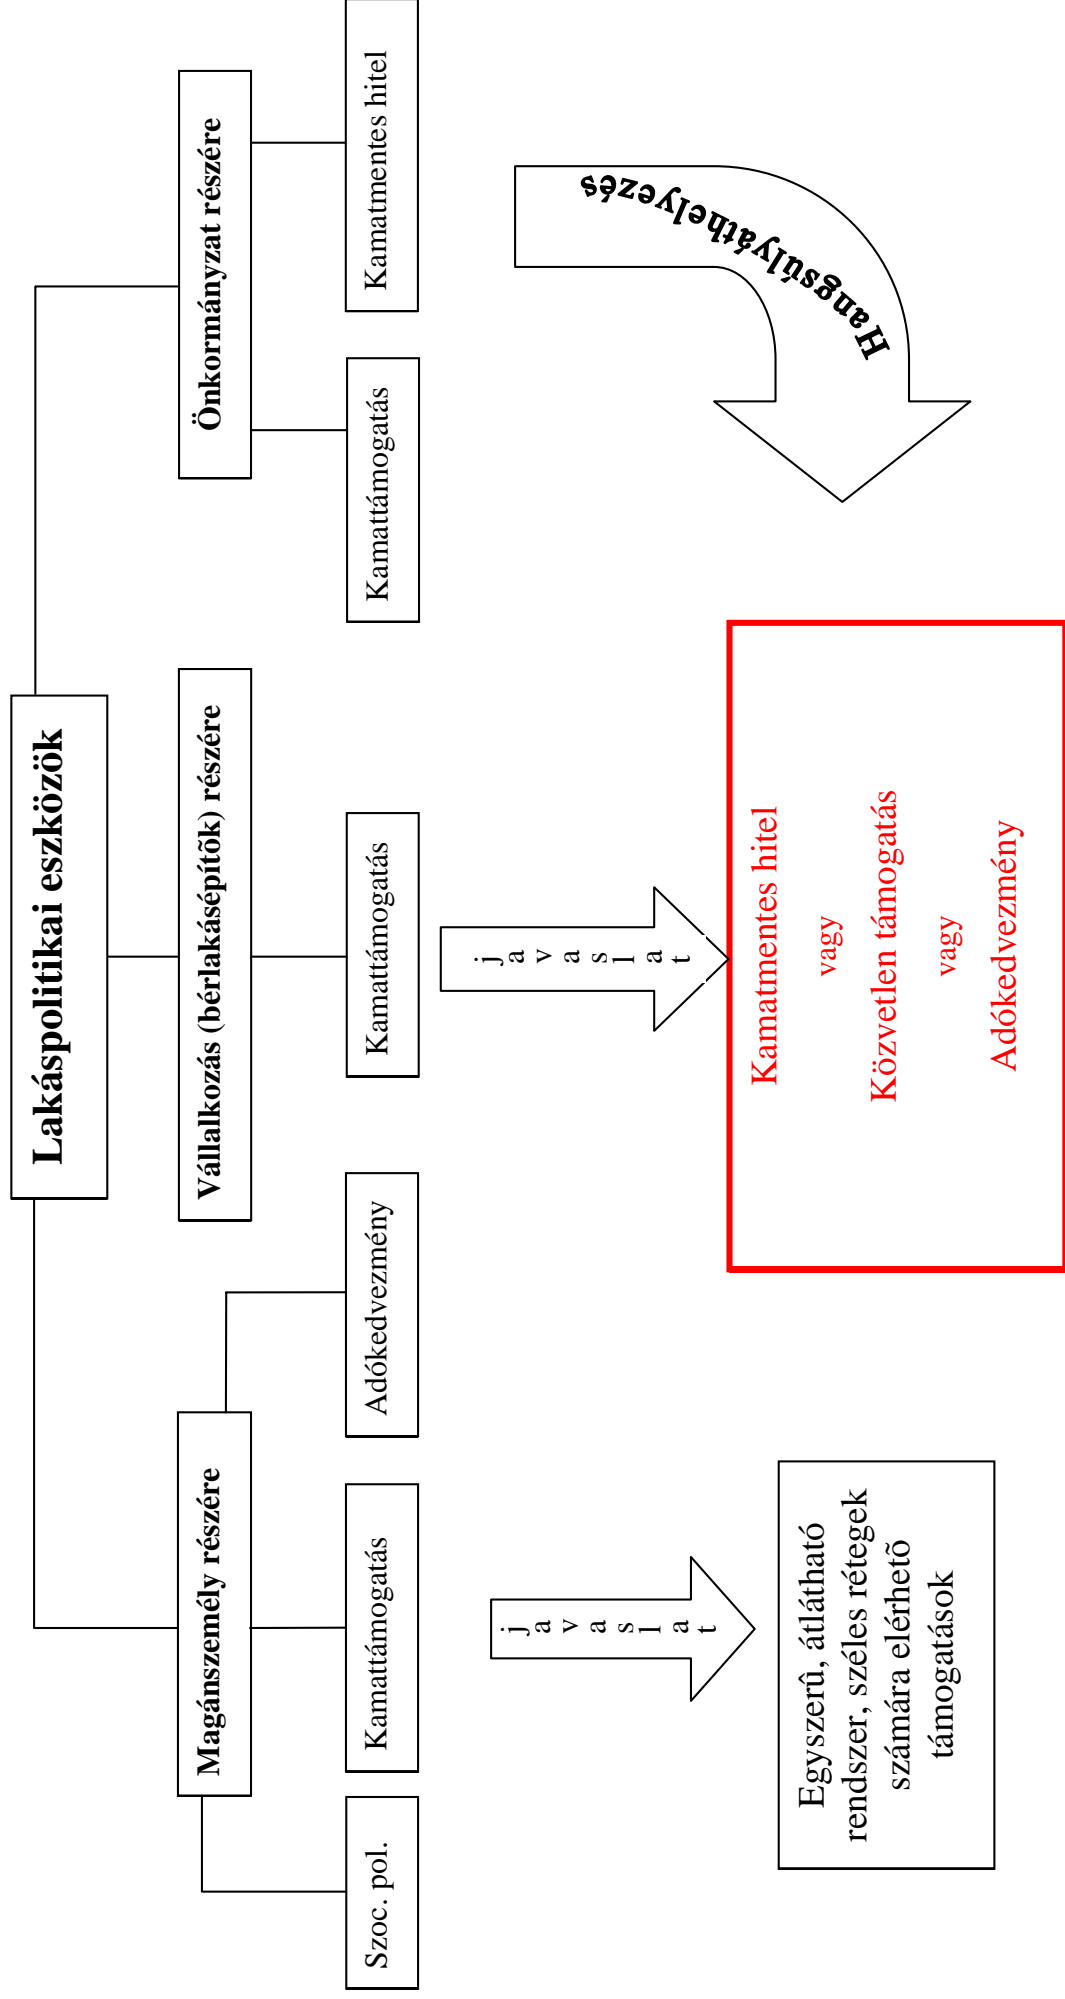 Lakáspolitikai eszközök
Magánszemély részére
Vállalkozás (bérlakásépítõk) részére
Önkormányzat részére
Szoc. pol.
Kamattámogatás
Adókedvezmény
Kamattámogatás
Kamattámogatás
Kamatmentes hitel
javaslat
javaslat
Hangsúlyáthelyezés
Egyszerû, átlátható
rendszer, széles rétegek
számára elérhetõ
támogatások
Kamatmentes hitel
vagy
Közvetlen támogatás
vagy
Adókedvezmény